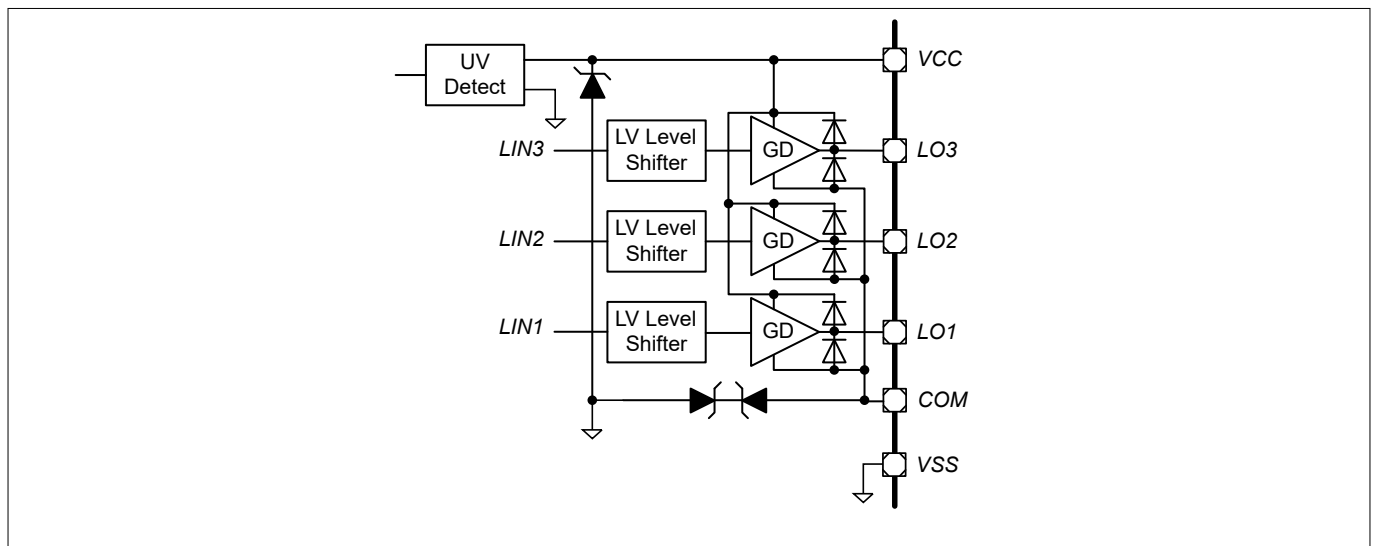 UV
Detect
VCC
LIN3
LV Level
Shifter
GD
LO3
LIN2
LV Level
Shifter
GD
LO2
LIN1
LV Level
Shifter
GD
LO1
COM
VSS